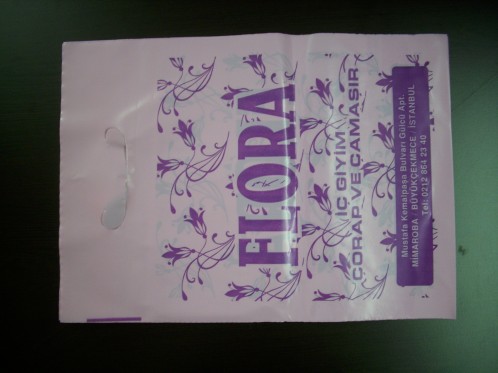 FLORA
İÇ GİYİM
ÇORAP VE ÇAMAŞIR
Mustafa Kemalpaşa Bulvarı Gülcü Apt.
MİMAROBA / BÜYÜKÇEKMECE / İSTANBUL
Tel: 0212 864 23 40